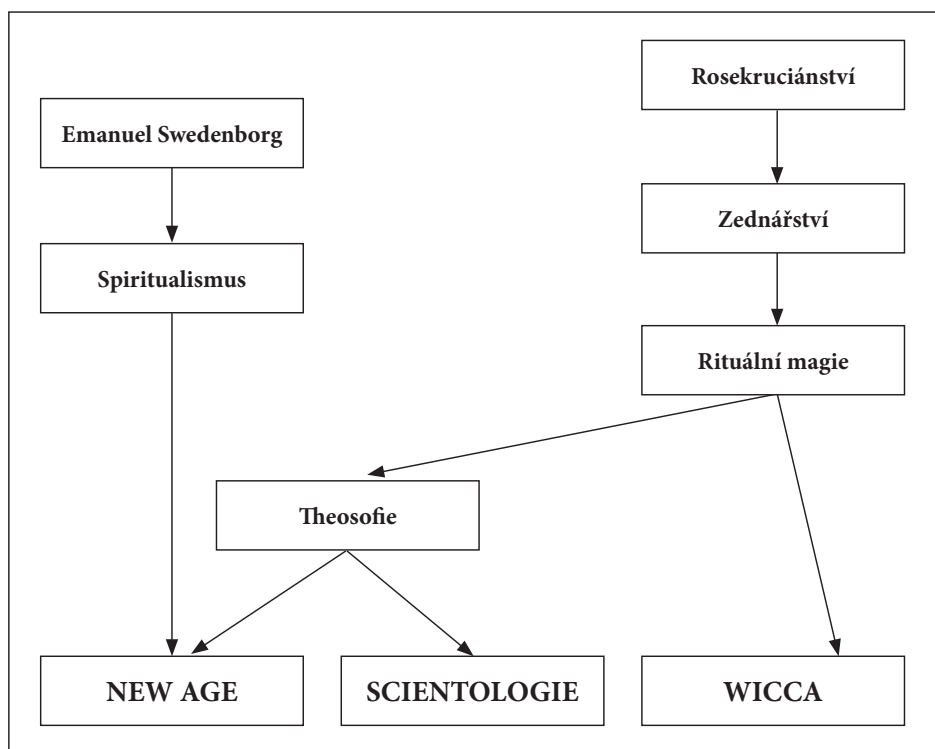 Rosekruciánství
Emanuel Swedenborg
Zednářství
Spiritualismus
Rituální magie
Theosofie
NEW AGE
SCIENTOLOGIE
WICCA